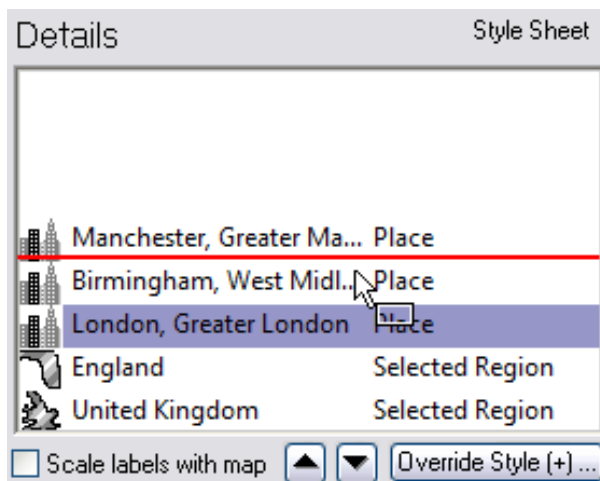 Details Style Sheet
Manchester, Greater Ma... Place
Birmingham, West Midl... Place
London, Greater London Place
England Selected Region
United Kingdom Selected Region
Scale labels with map Override Style (+) ...